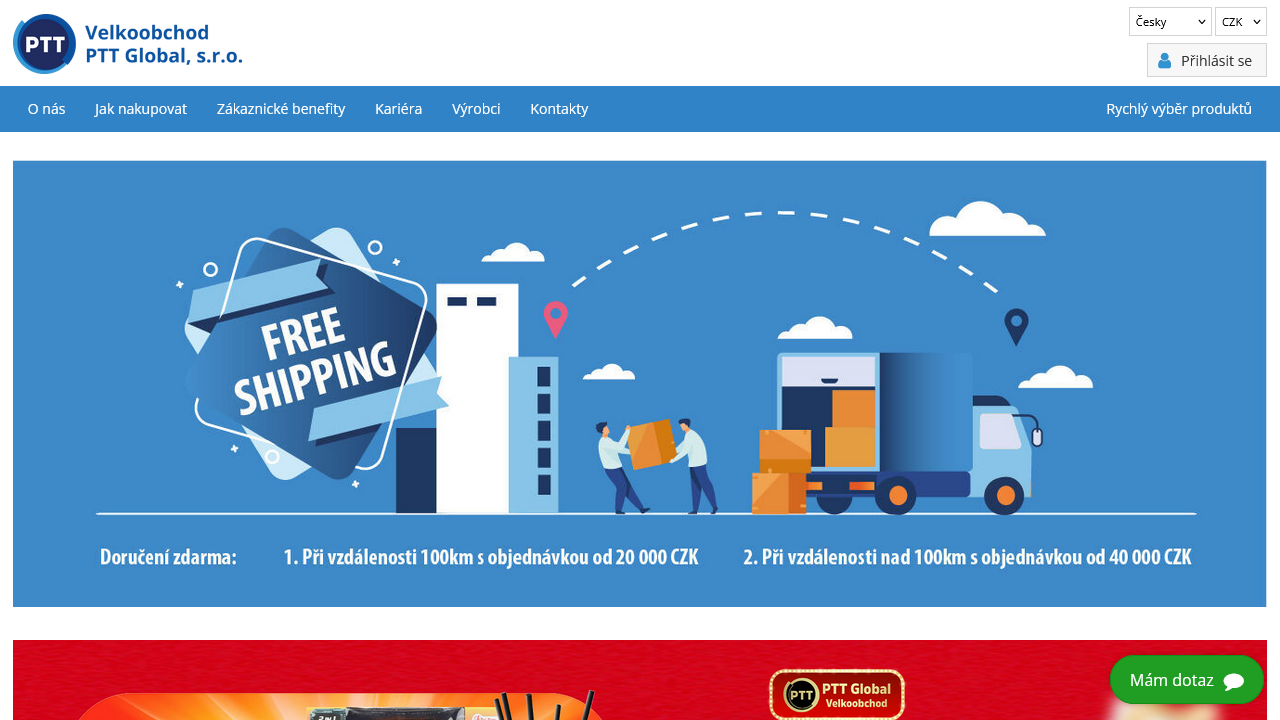 PTT
Velkoobchod
PTT Global, s.r.o.
Česky
CZK
Přihlásit se
O nás
Jak nakupovat
Zákaznické benefity
Kariéra
Výrobci
Kontakty
Rychlý výběr produktů
FREE
SHIPPING
Doručení zdarma:
1. Při vzdálenosti 100km s objednávkou od 20 000 CZK
2. Při vzdálenosti nad 100km s objednávkou od 40 000 CZK
PTT
PTT Global
Velkoobchod
Mám dotaz